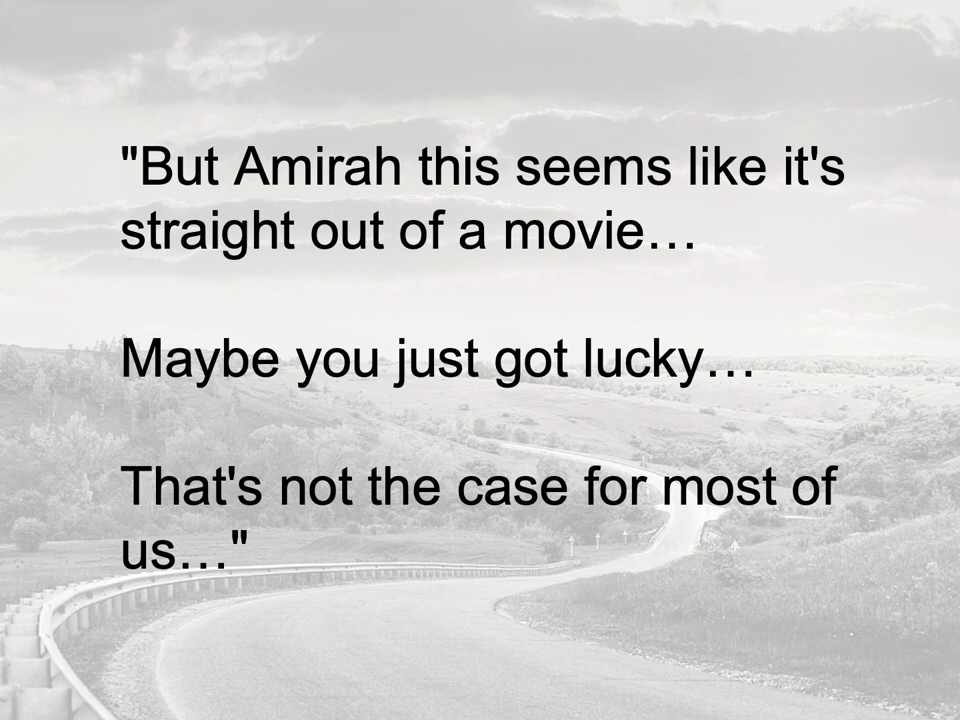 "But Amirah this seems like it's
straight out of a movie…
Maybe you just got lucky…
That's not the case for most of
us…"